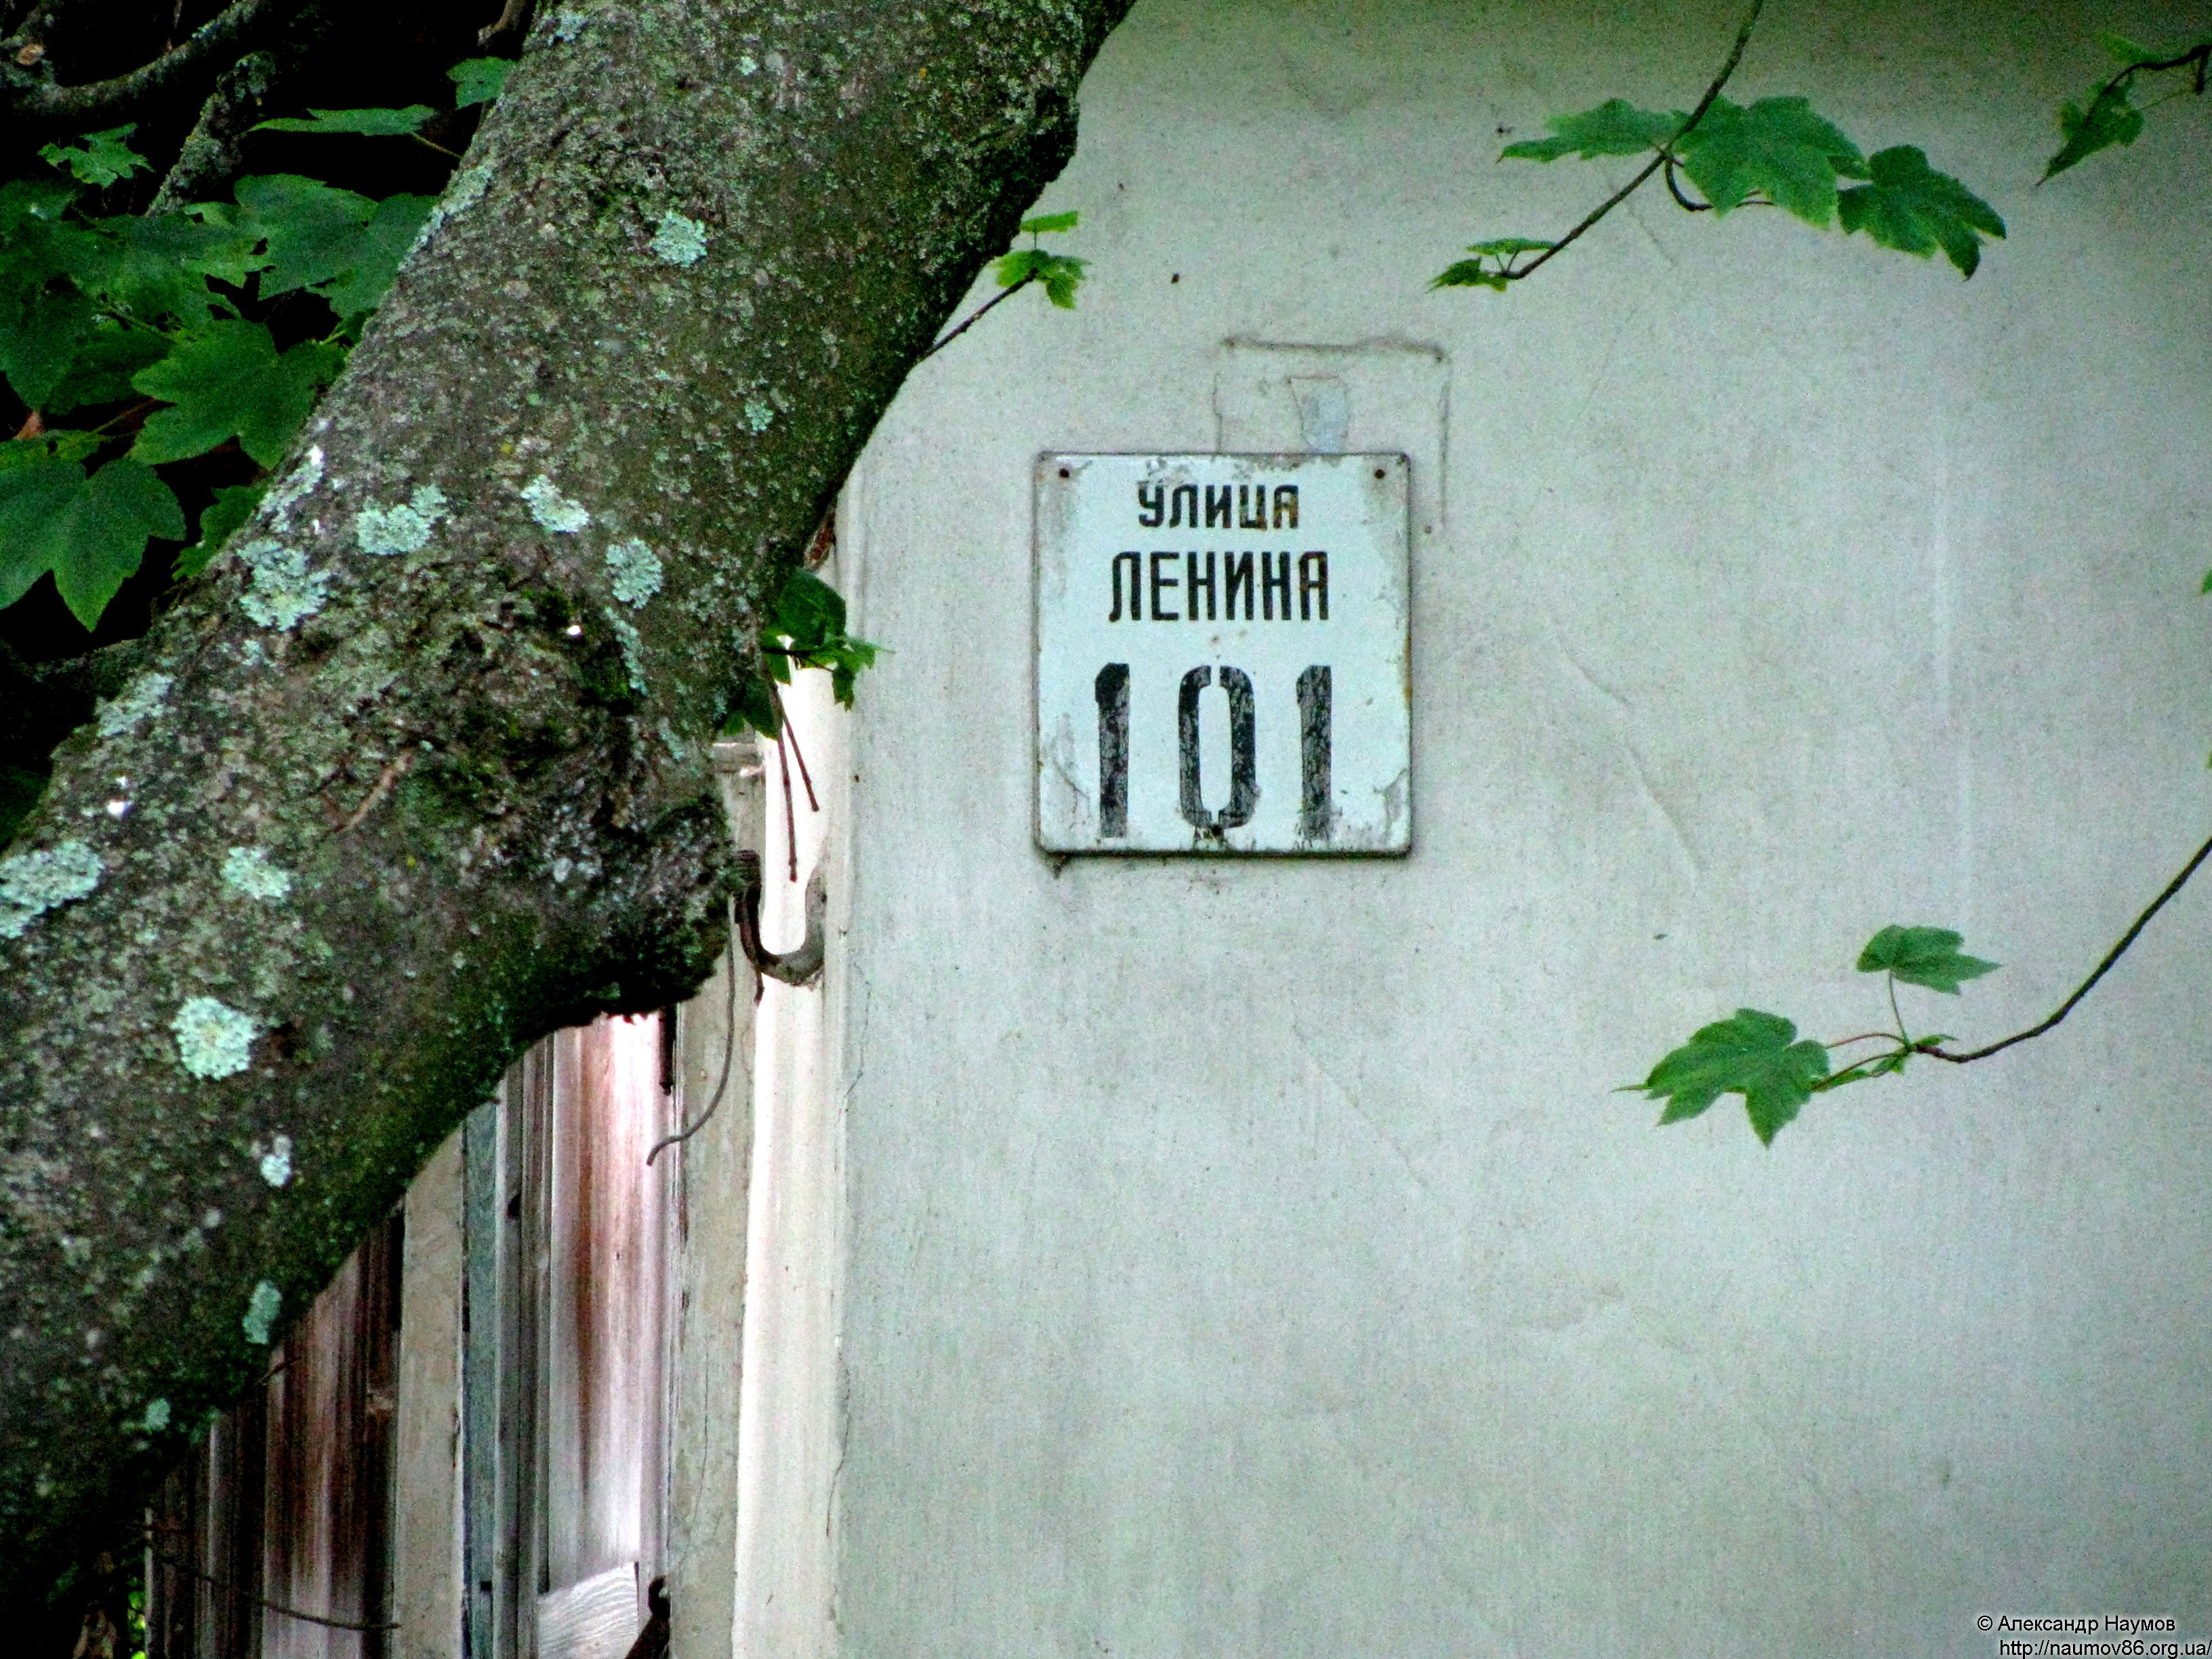 УЛИЦА
ЛЕНИНА
101
© Александр Наумов
http://naumov86.org.ua/